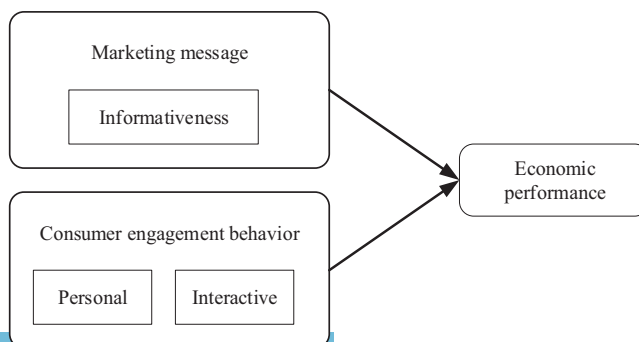 Marketing message
Informativeness
Economic
performance
Consumer engagement behavior
Personal Interactive